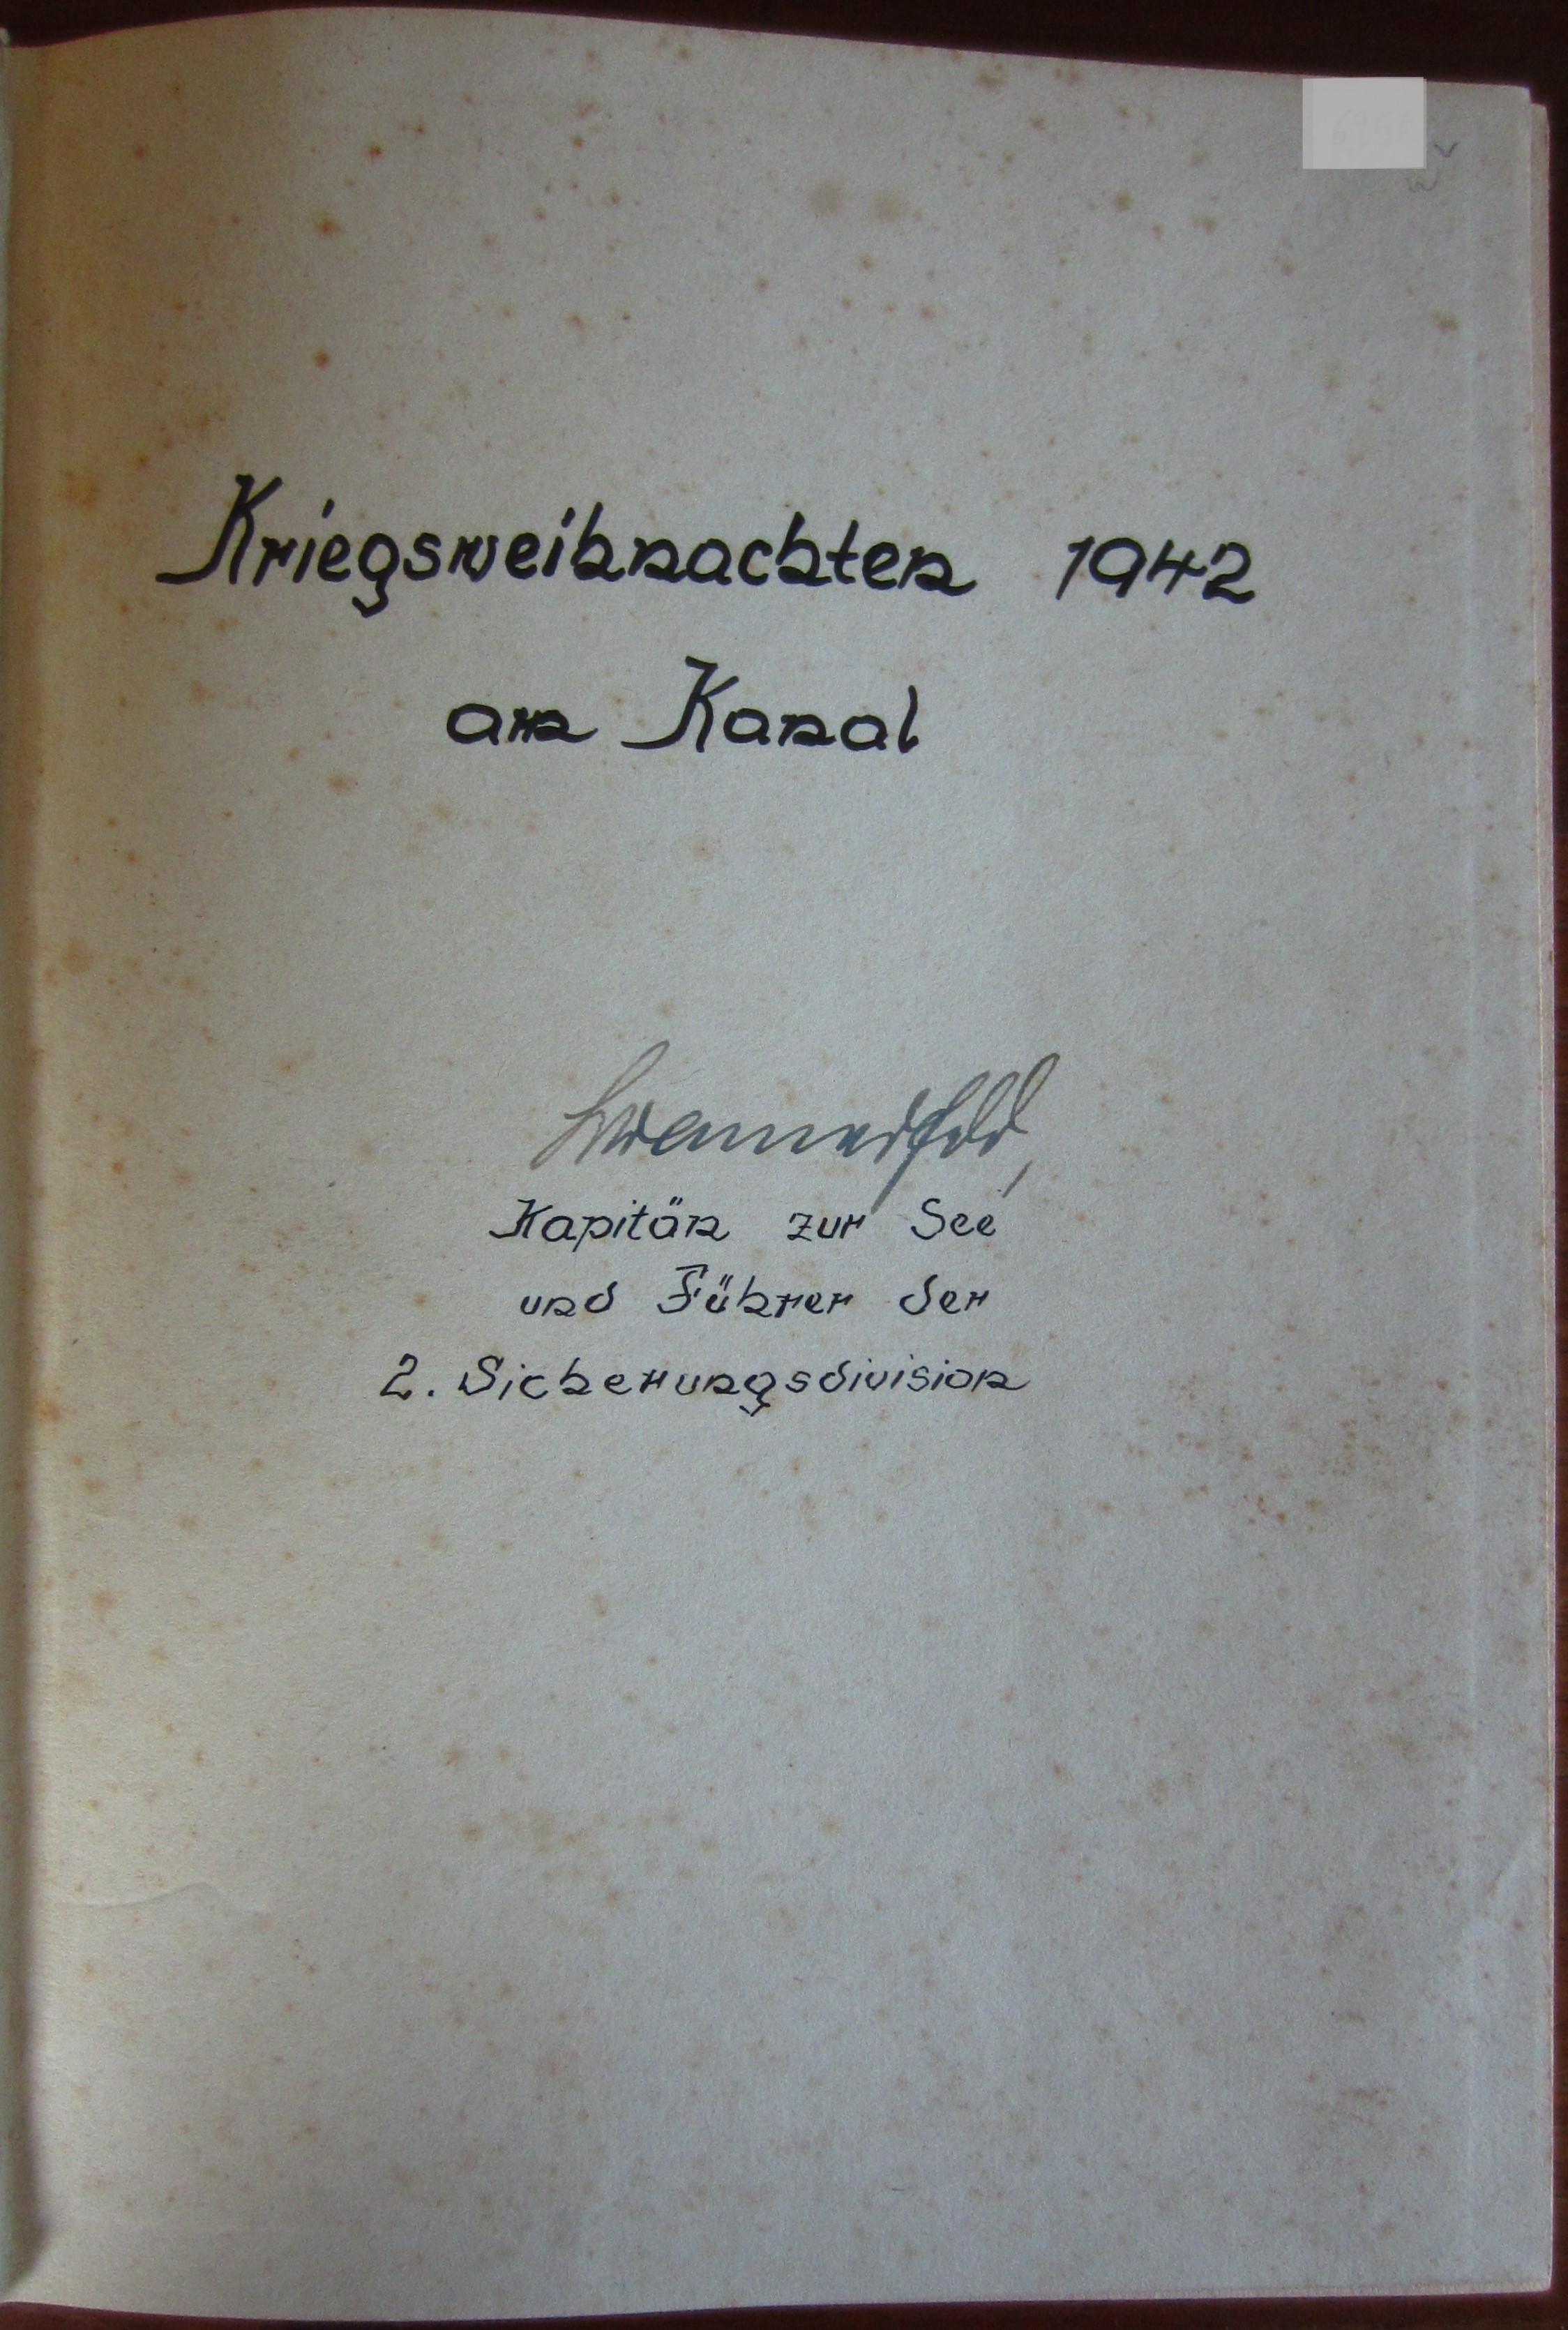 Kriegsweihnachten 1942
am Kanal
Kapitän zur See
und Führer der
2. Sicherungsdivision